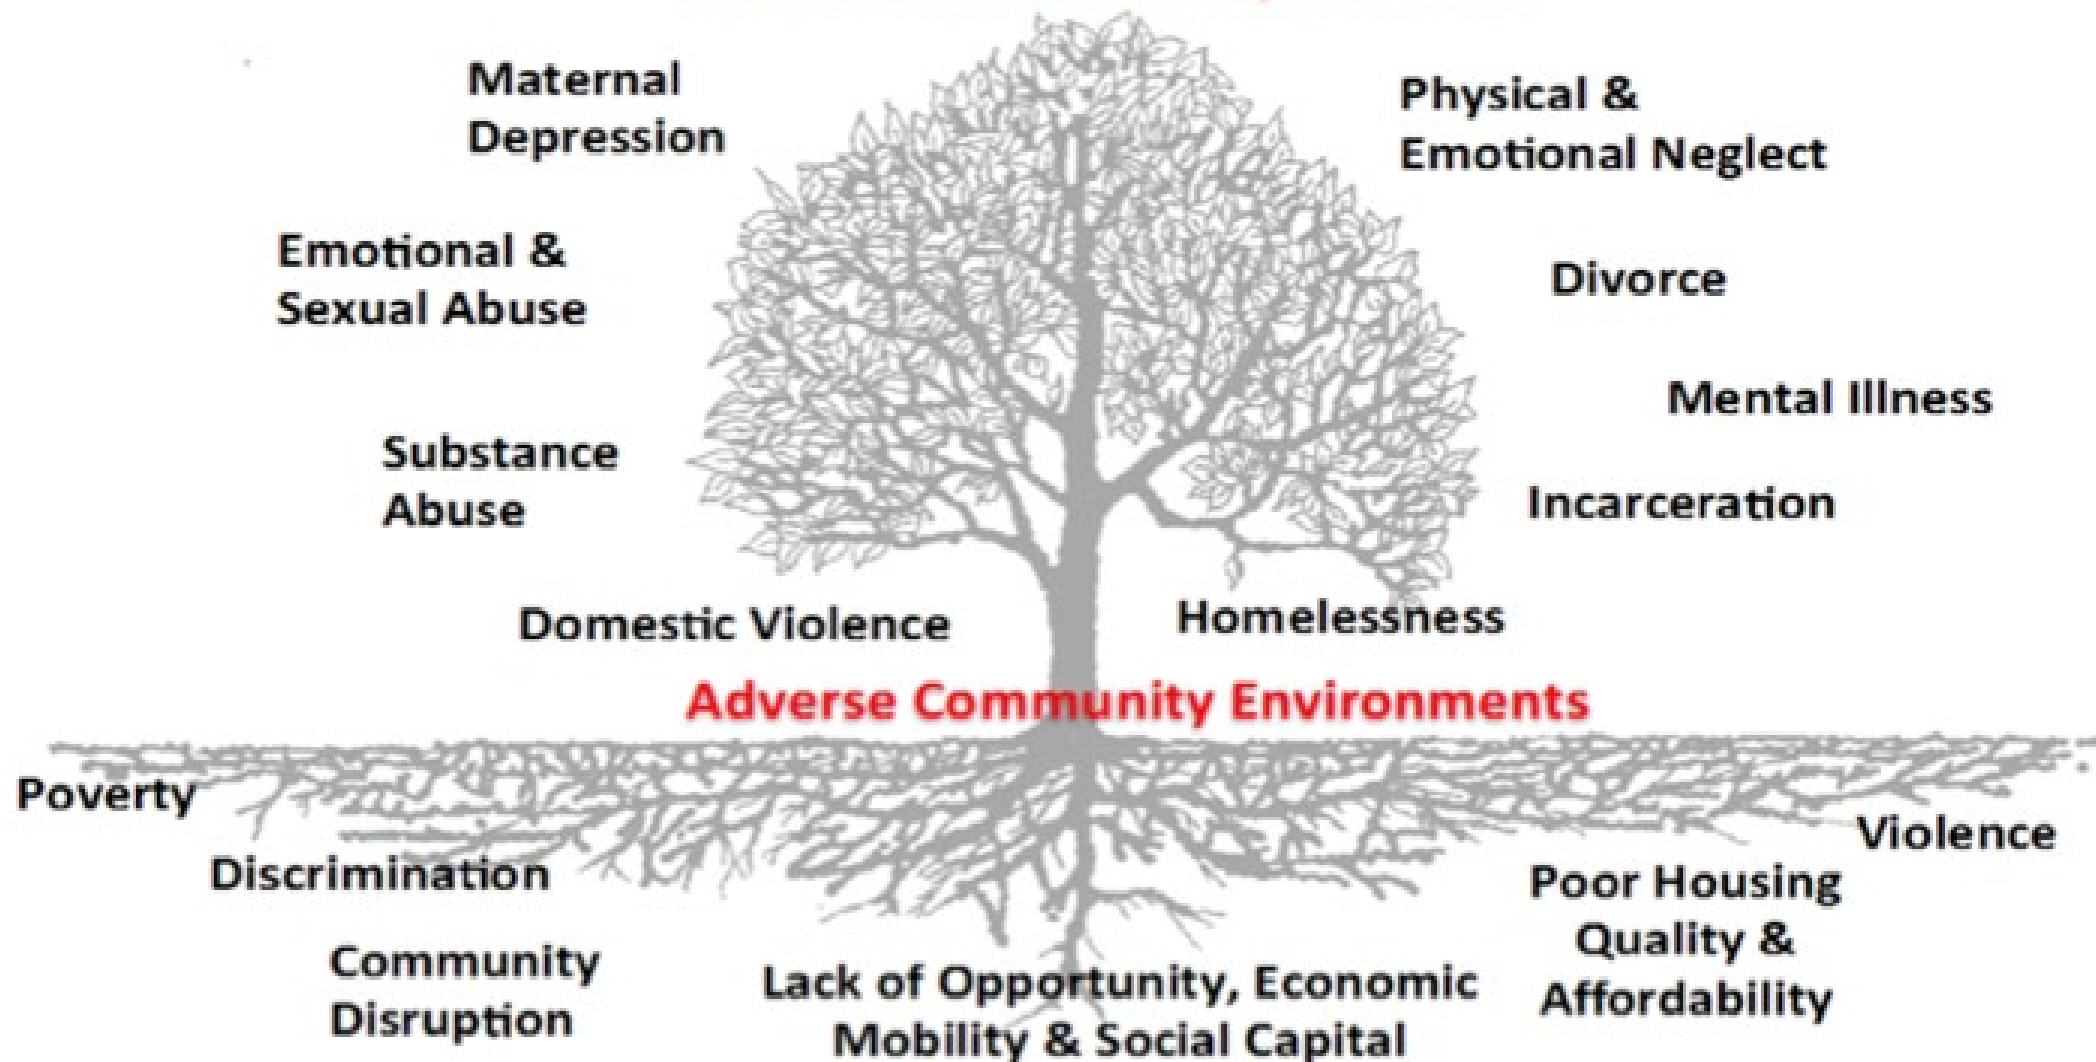 Maternal
Depression
Physical &
Emotional Neglect
Emotional &
Sexual Abuse
Divorce
Mental Illness
Substance
Abuse
Incarceration
Domestic Violence
Homelessness
Adverse Community Environments
Poverty
Violence
Discrimination
Poor Housing
Quality &
Affordability
Community
Disruption
Lack of Opportunity, Economic
Mobility & Social Capital